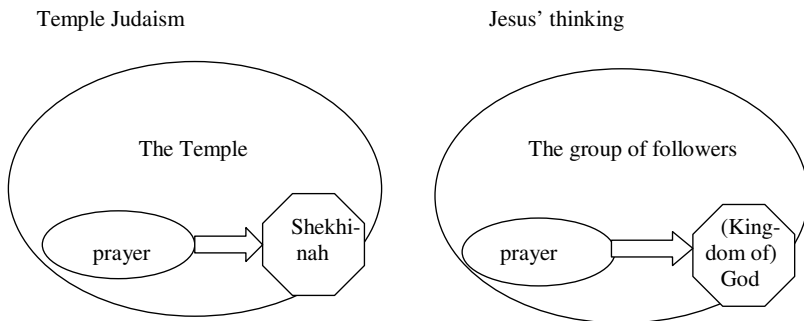 Temple Judaism
The Temple
prayer
Shekhi-
nah
Jesus’ thinking
The group of followers
prayer
(King-
dom of)
God